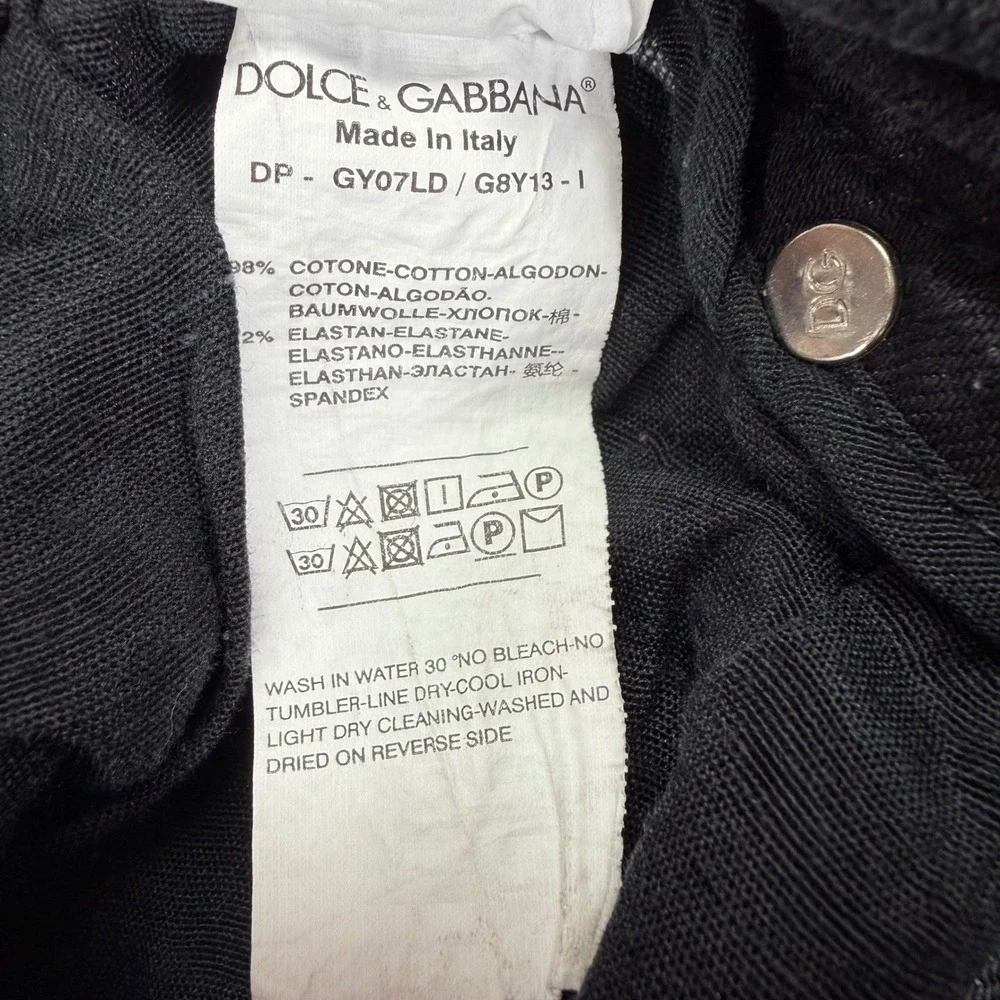 DOLCE & GABBANA®
Made In Italy
DP - GY07LD / G8Y13 - I
98% COTONE-COTTON-ALGODON-
COTON-ALGODÃO.
BAUMWOLLE-ХЛОПОК-棉-
2% ELASTAN-ELASTANE-
ELASTANO-ELASTHANNE--
ELASTHAN-ЭЛАСТАН- 氨纶 -
SPANDEX
30 P
30 P
WASH IN WATER 30 °NO BLEACH-NO
TUMBLER-LINE DRY-COOL IRON-
LIGHT DRY CLEANING-WASHED AND
DRIED ON REVERSE SIDE
DG